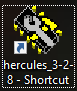 hercules_3-2-
8 - Shortcut